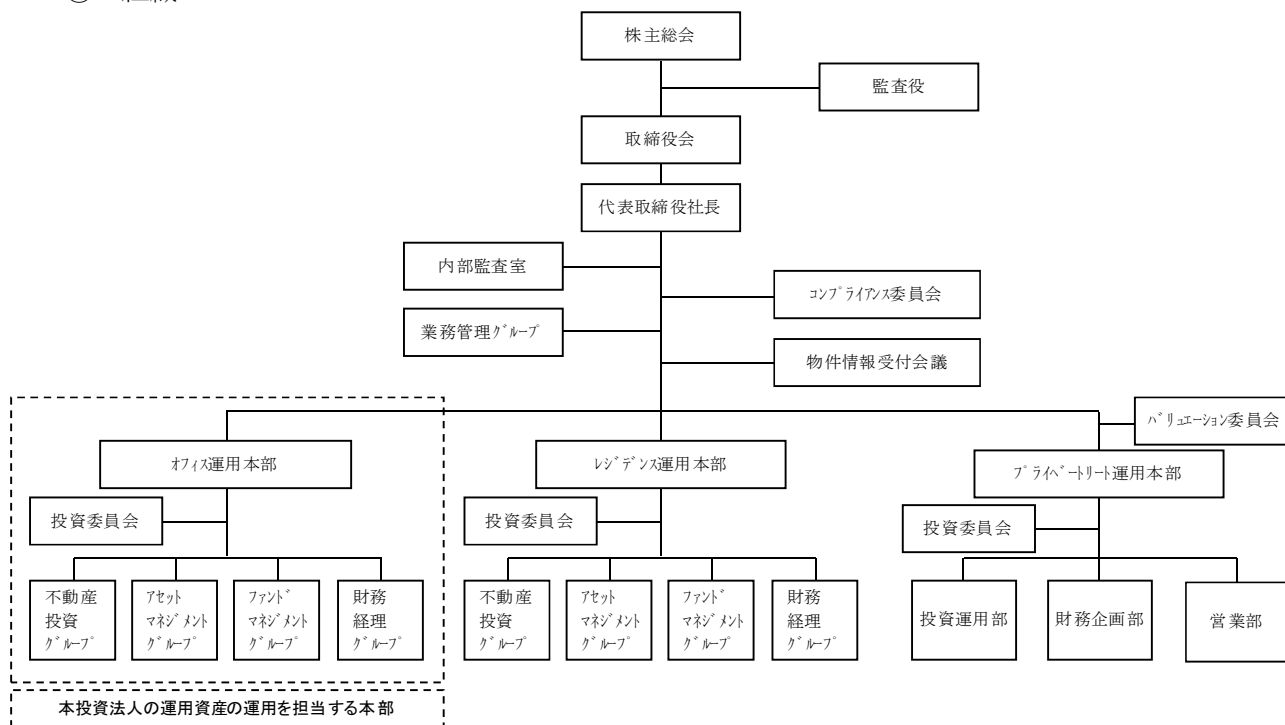 株主総会
監査役
取締役会
代表取締役社長
内部監査室
コンプライアンス委員会
業務管理グループ
物件情報受付会議
バリュエーション委員会
オフィス運用本部
レジデンス運用本部
プライベートリート運用本部
投資委員会
投資委員会
投資委員会
不動産
投資
グループ
アセット
マネジメント
グループ
ファンド
マネジメント
グループ
財務
経理
グループ
不動産
投資
グループ
アセット
マネジメント
グループ
ファンド
マネジメント
グループ
財務
経理
グループ
投資運用部
財務企画部
営業部
本投資法人の運用資産の運用を担当する本部